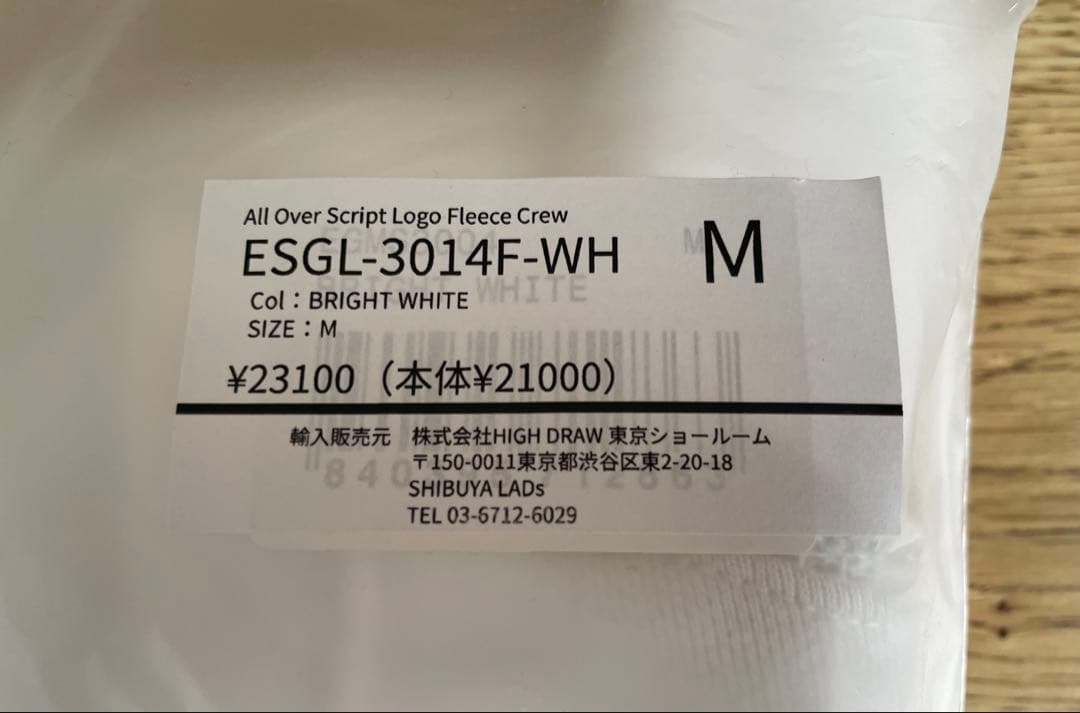 All Over Script Logo Fleece Crew
ESGL-3014F-WH M
Col：BRIGHT WHITE
SIZE：M
¥23100（本体¥21000）
輸入販売元 株式会社HIGH DRAW 東京ショールーム
〒150-0011東京都渋谷区東2-20-18
SHIBUYA LADs
TEL 03-6712-6029